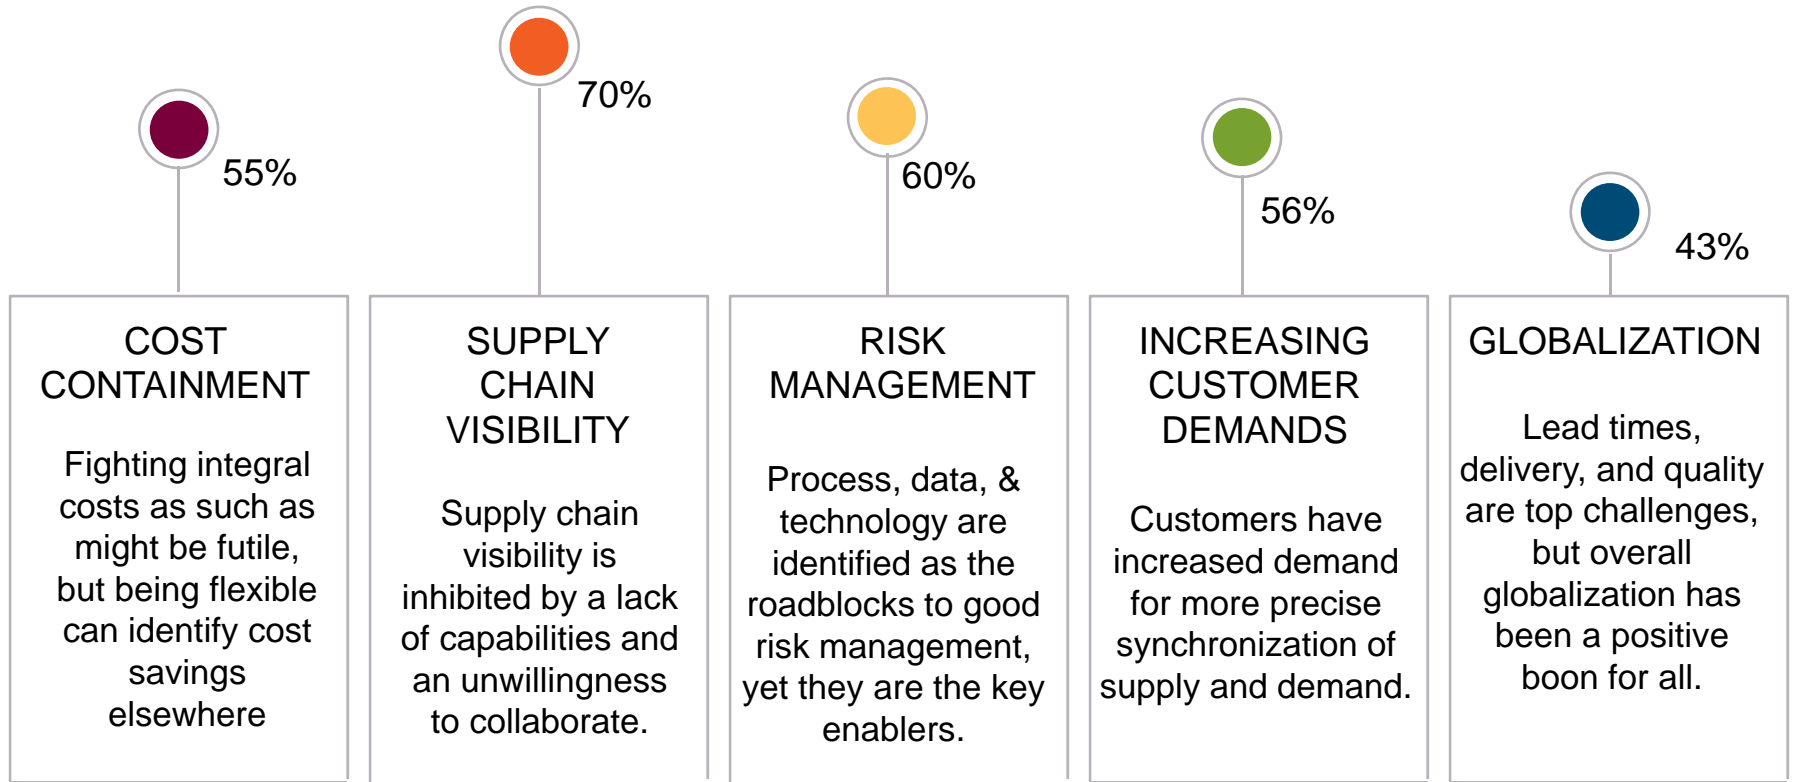 55%
COST
CONTAINMENT
Fighting integral
costs as such as
might be futile,
but being flexible
can identify cost
savings
elsewhere
70%
SUPPLY
CHAIN
VISIBILITY
Supply chain
visibility is
inhibited by a lack
of capabilities and
an unwillingness
to collaborate.
60%
RISK
MANAGEMENT
Process, data, &
technology are
identified as the
roadblocks to good
risk management,
yet they are the key
enablers.
56%
INCREASING
CUSTOMER
DEMANDS
Customers have
increased demand
for more precise
synchronization of
supply and demand.
43%
GLOBALIZATION
Lead times,
delivery, and quality
are top challenges,
but overall
globalization has
been a positive
boon for all.